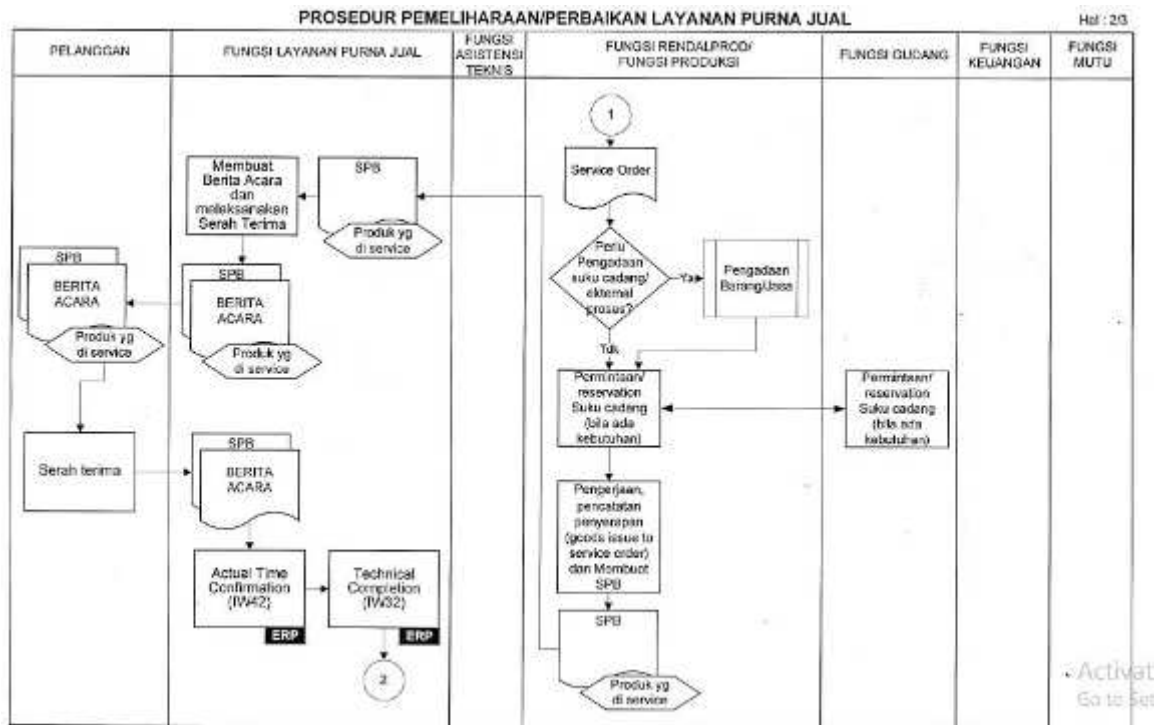 PROSEDUR PEMELIHARAAN/PERBAIKAN LAYANAN PURNA JUAL
Hal : 2/3
PELANGGAN
FUNGSI LAYANAN PURNA JUAL
FUNGSI
ASISTENSI
TEKNIS
FUNGSI RENDALPROD/
FUNGSI PRODUKSI
FUNGSI GUDANG
FUNGSI
KEUANGAN
FUNGSI
MUTU
1
Service Order
Perlu
Pengadaan
suku cadang/
ekternal
proses?
Ya
Pengadaan
Barang/Jasa
Tdk
Permintaan/
reservation
Suku cadang
(bila ada
kebutuhan)
Permintaan/
reservation
Suku cadang
(bila ada
kebutuhan)
Pengerjaan,
pencatatan
penyerapan
(goods issue to
service order)
dan Membuat
SPB
SPB
Produk yg
di service
SPB
Produk yg
di service
Membuat
Berita Acara
dan
melaksanakan
Serah Terima
SPB
BERITA
ACARA
Produk yg
di service
SPB
BERITA
ACARA
Produk yg
di service
Serah terima
SPB
BERITA
ACARA
Actual Time
Confirmation
(IW42)
ERP
Technical
Completion
(IW32)
ERP
2
Activat
Go to Set